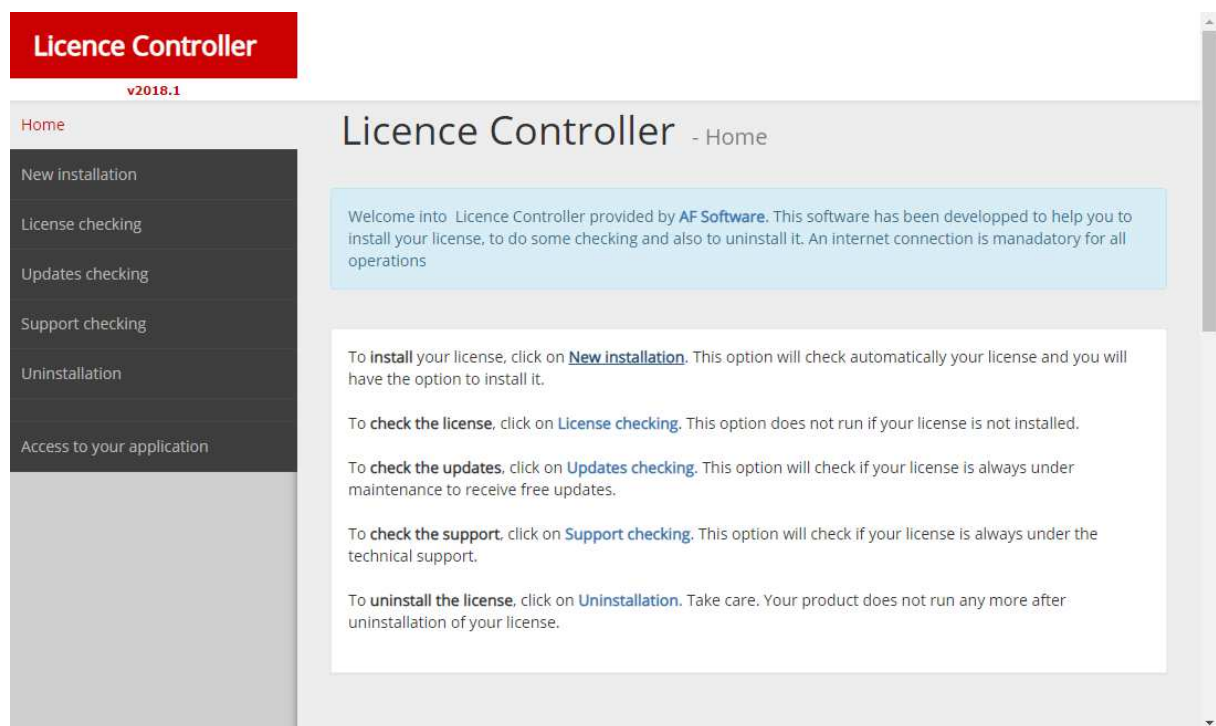 Licence Controller
v2018.1
Home
New installation
License checking
Updates checking
Support checking
Uninstallation
Access to your application
Licence Controller - Home
Welcome into Licence Controller provided by AF Software. This software has been developped to help you to
install your license, to do some checking and also to uninstall it. An internet connection is manadatory for all
operations
To install your license, click on New installation. This option will check automatically your license and you will
have the option to install it.
To check the license, click on License checking. This option does not run if your license is not installed.
To check the updates, click on Updates checking. This option will check if your license is always under
maintenance to receive free updates.
To check the support, click on Support checking. This option will check if your license is always under the
technical support.
To uninstall the license, click on Uninstallation. Take care. Your product does not run any more after
uninstallation of your license.